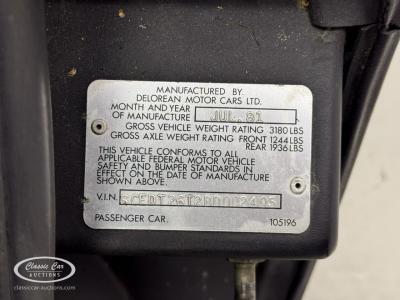 MANUFACTURED BY.
DELOREAN MOTOR CARS LTD.
MONTH AND YEAR
OF MANUFACTURE JUL. 81
GROSS VEHICLE WEIGHT RATING 3180 LBS
GROSS AXLE WEIGHT RATING FRONT 1244 LBS
REAR 1936 LBS
THIS VEHICLE CONFORMS TO ALL
APPLICABLE FEDERAL MOTOR VEHICLE
SAFETY AND BUMPER STANDARDS IN
EFFECT ON THE DATE OF MANUFACTURE
SHOWN ABOVE.
V.I.N.
PASSENGER CAR. 105196
Classic Car
AUCTIONS
classiccar-auctions.com